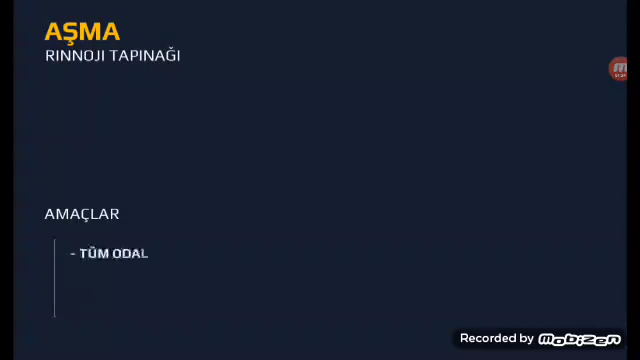 AŞMA
RINNOJI TAPINAĞI
AMAÇLAR
- TÜM ODAL
Recorded by mobizen